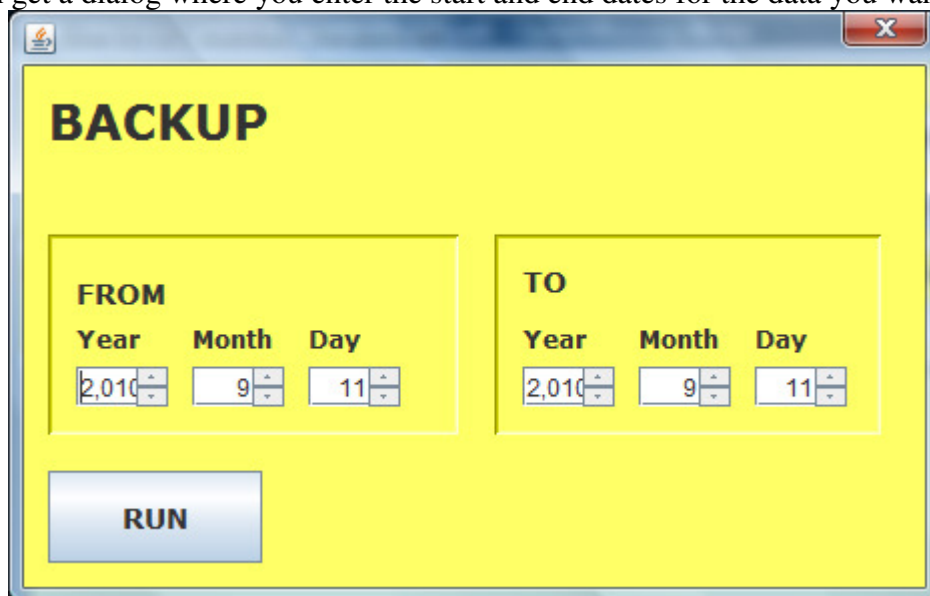 get a dialog where you enter the start and end dates for the data you
BACKUP
FROM
Year Month Day
2,010 9 11
TO
Year Month Day
2,010 9 11
RUN